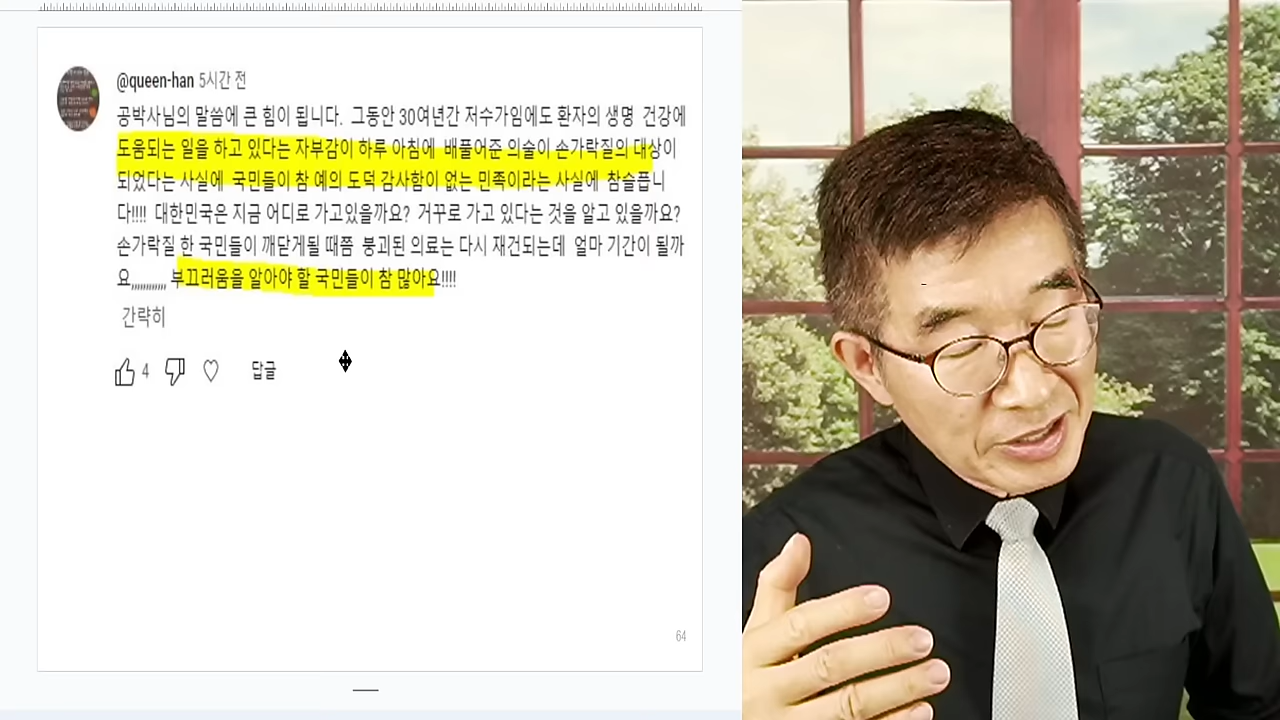 @queen-han 5시간 전
공박사님의 말씀에 큰 힘이 됩니다. 그동안 30여년간 저수가임에도 환자의 생명 건강에
도움되는 일을 하고 있다는 자부감이 하루 아침에 배풀어준 의술이 손가락질의 대상이
되었다는 사실에 국민들이 참 예의 도덕 감사함이 없는 민족이라는 사실에 참슬픕니
다!!!! 대한민국은 지금 어디로 가고있을까요? 거꾸로 가고 있다는 것을 알고 있을까요?
손가락질 한 국민들이 깨닫게될 때쯤 붕괴된 의료는 다시 재건되는데 얼마 기간이 될까
요,,,,,,,,,,, 부끄러움을 알아야 할 국민들이 참 많아요!!!!
간략히
4 답글
64